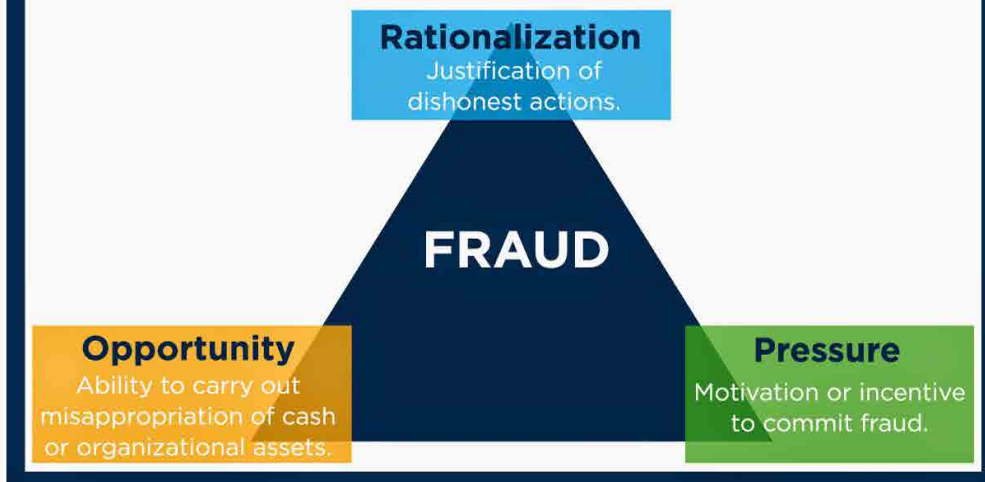 Rationalization
Justification of
dishonest actions.
FRAUD
Opportunity
Ability to carry out
misappropriation of cash
or organizational assets.
Pressure
Motivation or incentive
to commit fraud.